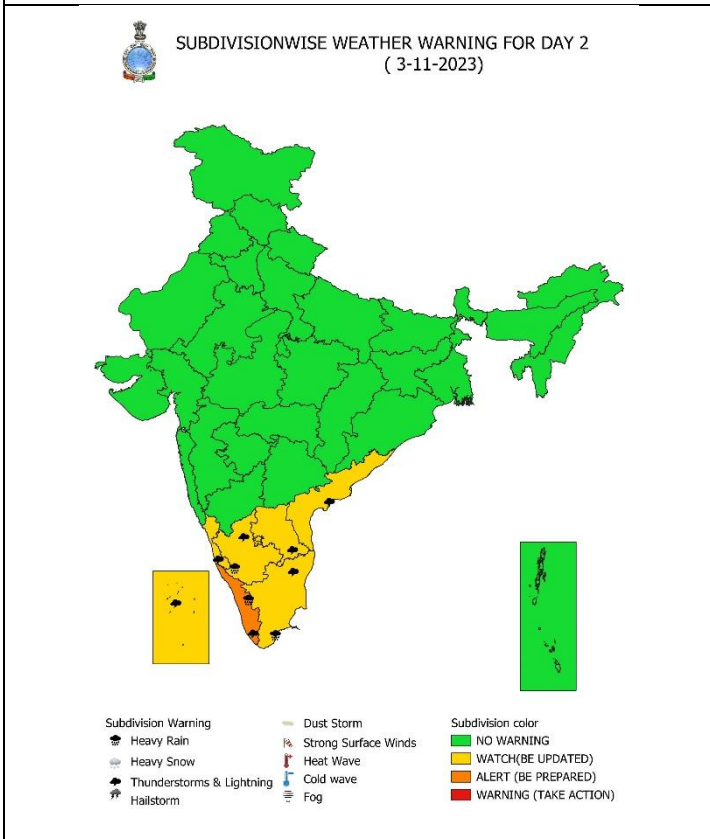 SUBDIVISIONWISE WEATHER WARNING FOR DAY 2
( 3-11-2023)
Subdivision Warning
Heavy Rain
Heavy Snow
Thunderstorms & Lightning
Hailstorm
Dust Storm
Strong Surface Winds
Heat Wave
Cold wave
Fog
Subdivision color
NO WARNING
WATCH(BE UPDATED)
ALERT (BE PREPARED)
WARNING (TAKE ACTION)